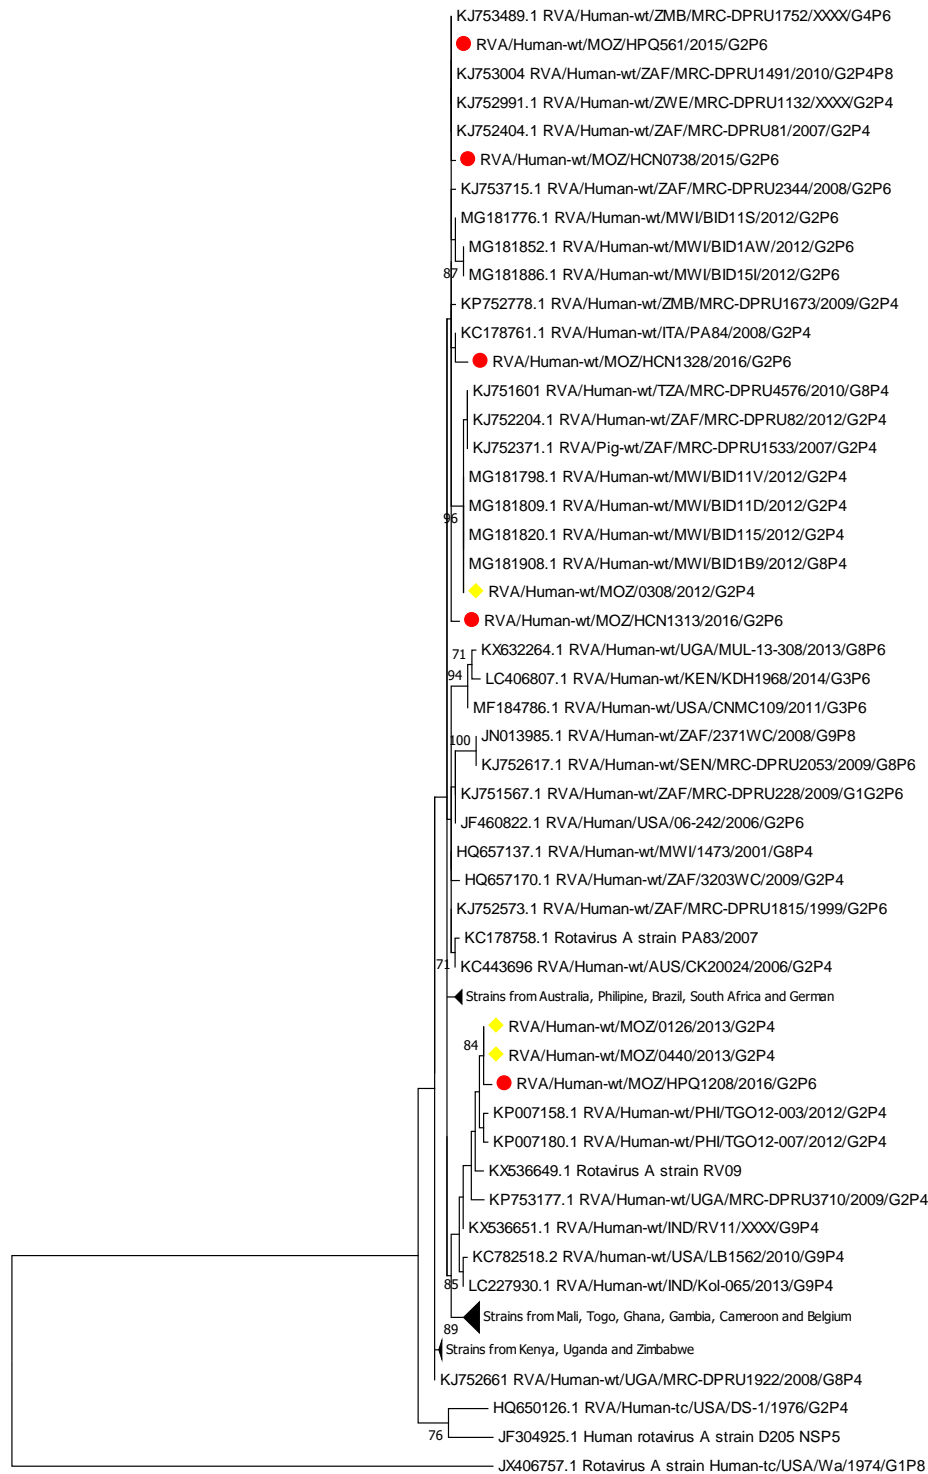 KJ753489.1 RVA/Human-wt/ZMB/MRC-DPRU1752/XXXX/G4P6
RVA/Human-wt/MOZ/HPQ561/2015/G2P6
KJ753004 RVA/Human-wt/ZAF/MRC-DPRU1491/2010/G2P4P8
KJ752991.1 RVA/Human-wt/ZWE/MRC-DPRU1132/XXXX/G2P4
KJ752404.1 RVA/Human-wt/ZAF/MRC-DPRU81/2007/G2P4
RVA/Human-wt/MOZ/HCN0738/2015/G2P6
KJ753715.1 RVA/Human-wt/ZAF/MRC-DPRU2344/2008/G2P6
MG181776.1 RVA/Human-wt/MWI/BID11S/2012/G2P6
MG181852.1 RVA/Human-wt/MWI/BID1AW/2012/G2P6
87
MG181886.1 RVA/Human-wt/MWI/BID15I/2012/G2P6
KP752778.1 RVA/Human-wt/ZMB/MRC-DPRU1673/2009/G2P4
KC178761.1 RVA/Human-wt/ITA/PA84/2008/G2P4
RVA/Human-wt/MOZ/HCN1328/2016/G2P6
KJ751601 RVA/Human-wt/TZA/MRC-DPRU4576/2010/G8P4
KJ752204.1 RVA/Human-wt/ZAF/MRC-DPRU82/2012/G2P4
KJ752371.1 RVA/Pig-wt/ZAF/MRC-DPRU1533/2007/G2P4
MG181798.1 RVA/Human-wt/MWI/BID11V/2012/G2P4
MG181809.1 RVA/Human-wt/MWI/BID11D/2012/G2P4
96
MG181820.1 RVA/Human-wt/MWI/BID115/2012/G2P4
MG181908.1 RVA/Human-wt/MWI/BID1B9/2012/G8P4
RVA/Human-wt/MOZ/0308/2012/G2P4
RVA/Human-wt/MOZ/HCN1313/2016/G2P6
KX632264.1 RVA/Human-wt/UGA/MUL-13-308/2013/G8P6
71
94
LC406807.1 RVA/Human-wt/KEN/KDH1968/2014/G3P6
MF184786.1 RVA/Human-wt/USA/CNMC109/2011/G3P6
JN013985.1 RVA/Human-wt/ZAF/2371WC/2008/G9P8
100
KJ752617.1 RVA/Human-wt/SEN/MRC-DPRU2053/2009/G8P6
KJ751567.1 RVA/Human-wt/ZAF/MRC-DPRU228/2009/G1G2P6
JF460822.1 RVA/Human/USA/06-242/2006/G2P6
HQ657137.1 RVA/Human-wt/MWI/1473/2001/G8P4
HQ657170.1 RVA/Human-wt/ZAF/3203WC/2009/G2P4
KJ752573.1 RVA/Human-wt/ZAF/MRC-DPRU1815/1999/G2P6
KC178758.1 Rotavirus A strain PA83/2007
71
KC443696 RVA/Human-wt/AUS/CK20024/2006/G2P4
Strains from Australia, Philipine, Brazil, South Africa and German
RVA/Human-wt/MOZ/0126/2013/G2P4
84
RVA/Human-wt/MOZ/0440/2013/G2P4
RVA/Human-wt/MOZ/HPQ1208/2016/G2P6
KP007158.1 RVA/Human-wt/PHI/TGO12-003/2012/G2P4
KP007180.1 RVA/Human-wt/PHI/TGO12-007/2012/G2P4
KX536649.1 Rotavirus A strain RV09
KP753177.1 RVA/Human-wt/UGA/MRC-DPRU3710/2009/G2P4
KX536651.1 RVA/Human-wt/IND/RV11/XXXX/G9P4
KC782518.2 RVA/human-wt/USA/LB1562/2010/G9P4
85
LC227930.1 RVA/Human-wt/IND/Kol-065/2013/G9P4
Strains from Mali, Togo, Ghana, Gambia, Cameroon and Belgium
89
Strains from Kenya, Uganda and Zimbabwe
KJ752661 RVA/Human-wt/UGA/MRC-DPRU1922/2008/G8P4
HQ650126.1 RVA/Human-tc/USA/DS-1/1976/G2P4
76
JF304925.1 Human rotavirus A strain D205 NSP5
JX406757.1 Rotavirus A strain Human-tc/USA/Wa/1974/G1P8